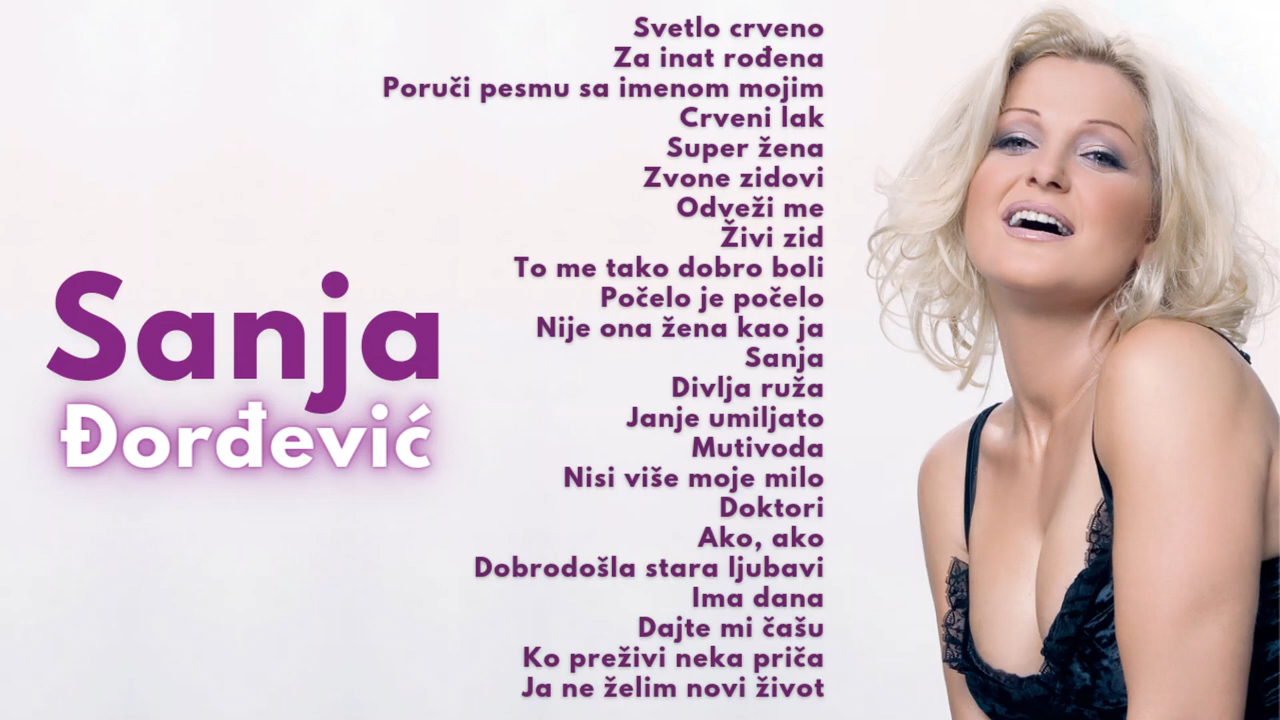 Sanja
Đorđević
Svetlo crveno
Za inat rođena
Poruči pesmu sa imenom mojim
Crveni lak
Super žena
Zvone zidovi
Odveži me
Živi zid
To me tako dobro boli
Počelo je počelo
Nije ona žena kao ja
Sanja
Divlja ruža
Janje umiljato
Mutivoda
Nisi više moje milo
Doktori
Ako, ako
Dobrodošla stara ljubavi
Ima dana
Dajte mi čašu
Ko preživi neka priča
Ja ne želim novi život